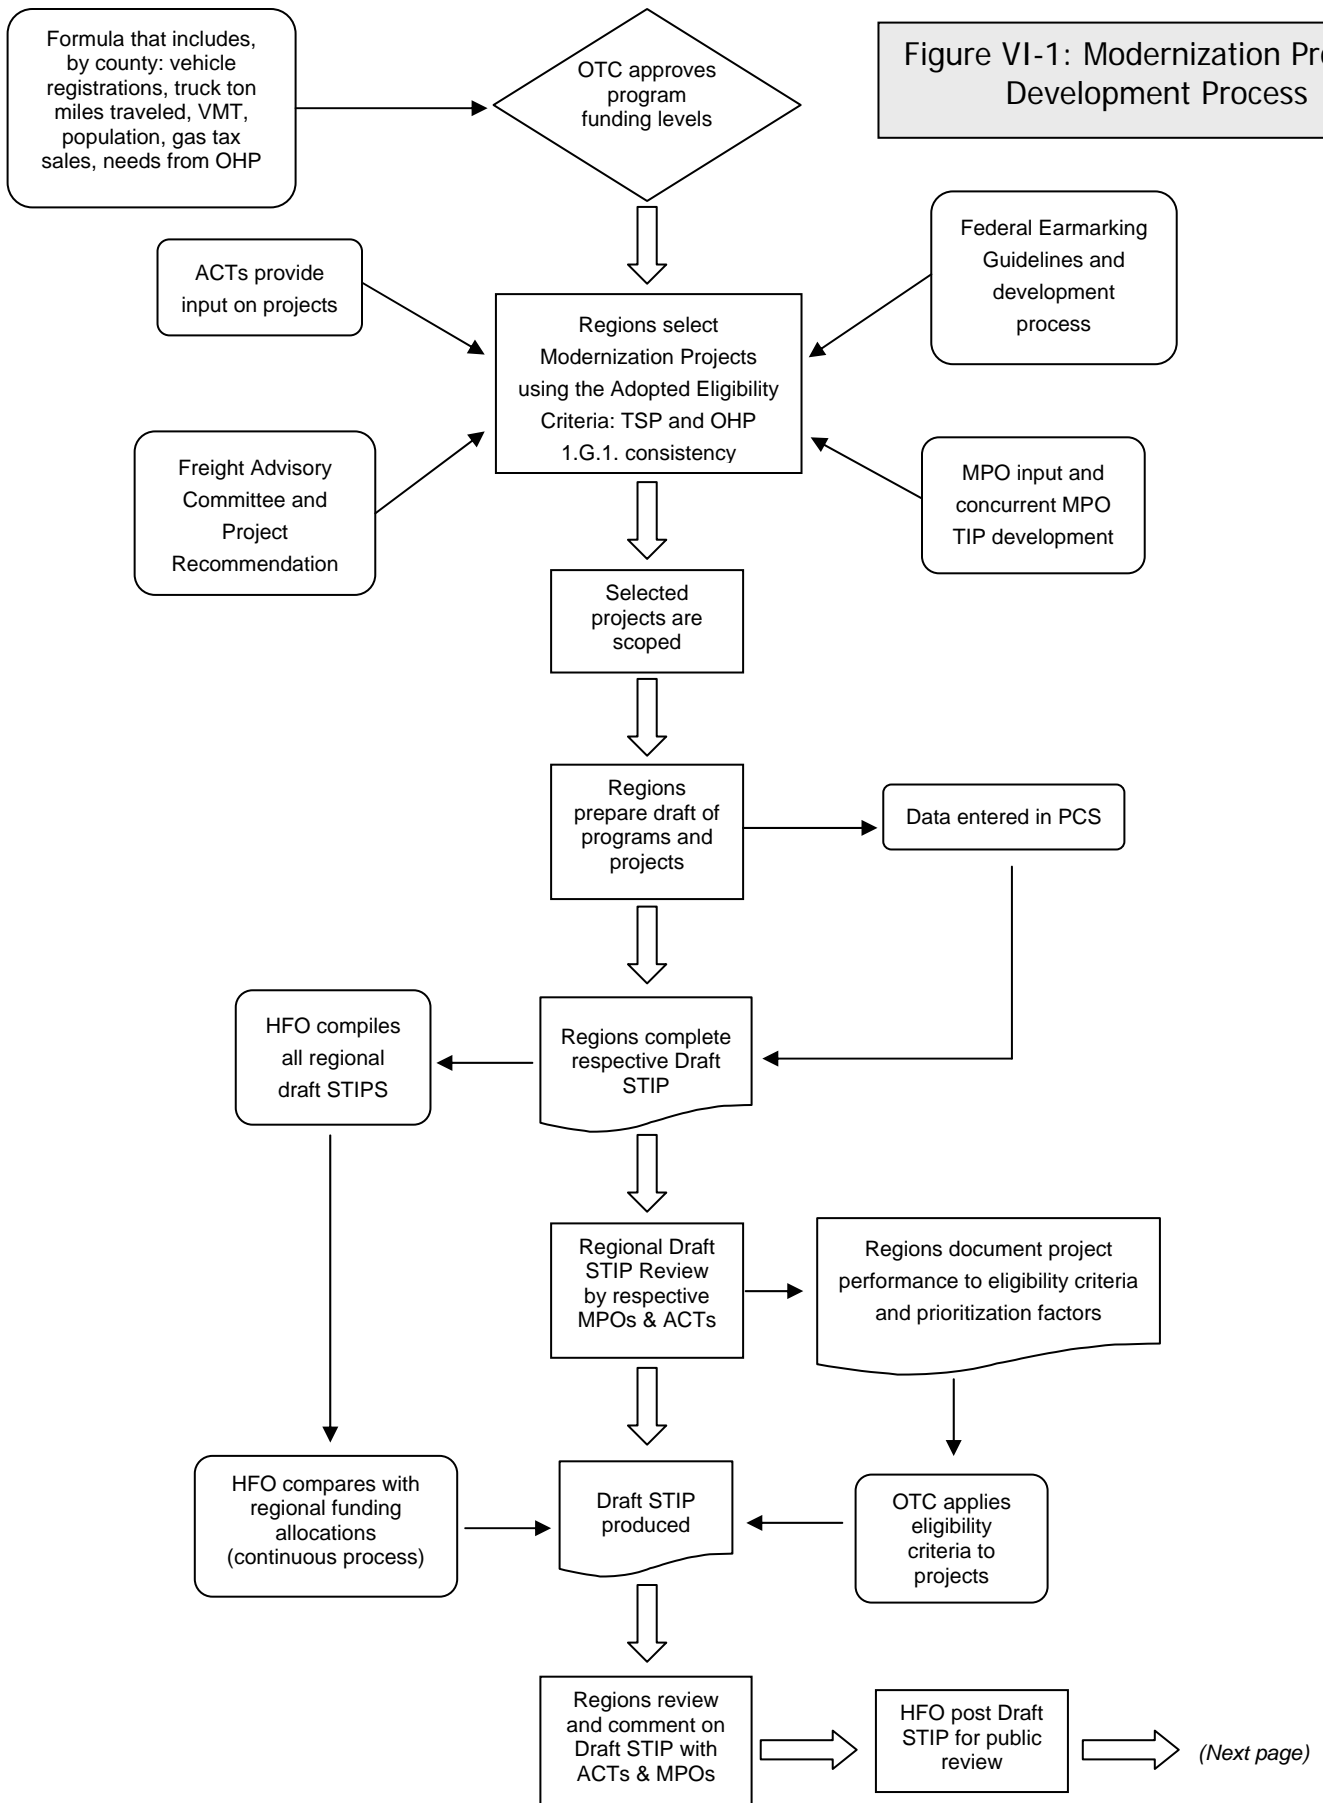 Formula that includes,
by county: vehicle
registrations, truck ton
miles traveled, VMT,
population, gas tax
sales, needs from OHP
OTC approves
program
funding levels
Figure VI-1: Modernization
Development Process
ACTs provide
input on projects
Federal Earmarking
Guidelines and
development
process
Regions select
Modernization Projects
using the Adopted Eligibility
Criteria: TSP and OHP
1.G.1. consistency
Freight Advisory
Committee and
Project
Recommendation
MPO input and
concurrent MPO
TIP development
Selected
projects are
scoped
Regions
prepare draft of
programs and
projects
Data entered in PCS
HFO compiles
all regional
draft STIPS
Regions complete
respective Draft
STIP
Regional Draft
STIP Review
by respective
MPOs & ACTs
Regions document project
performance to eligibility criteria
and prioritization factors
HFO compares with
regional funding
allocations
(continuous process)
Draft STIP
produced
OTC applies
eligibility
criteria to
projects
Regions review
and comment on
Draft STIP with
ACTs & MPOs
HFO post Draft
STIP for public
review
(Next page)